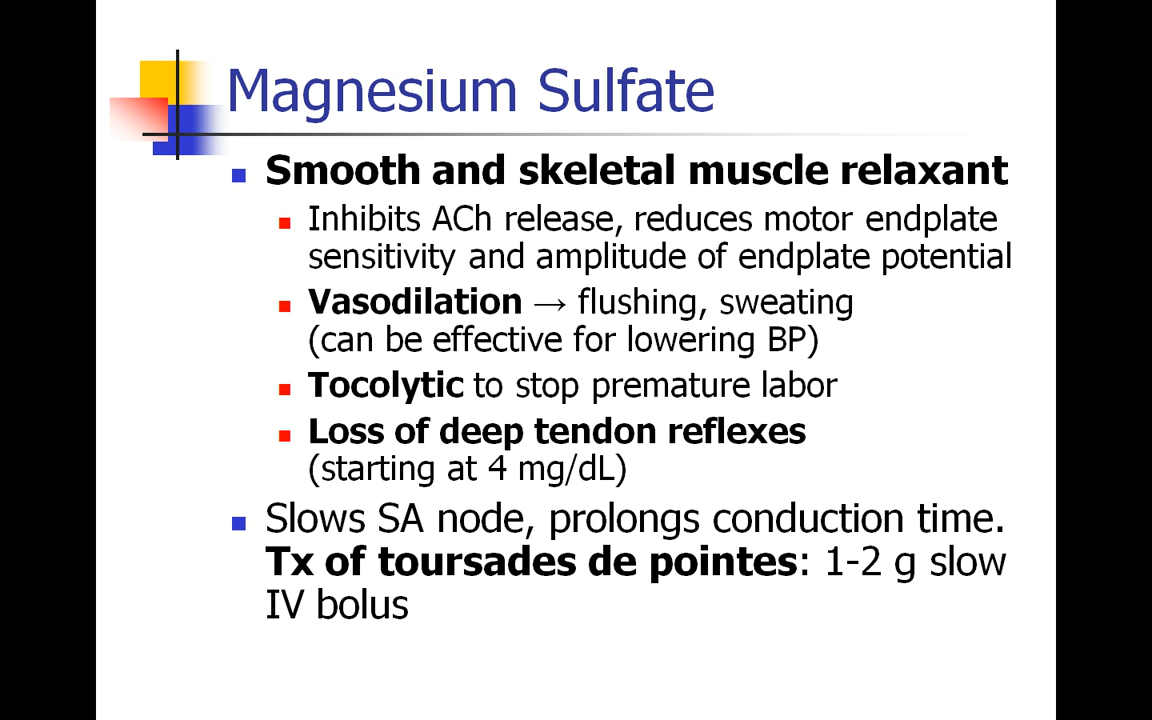 Magnesium Sulfate
Smooth and skeletal muscle relaxant
Inhibits ACh release, reduces motor endplate
sensitivity and amplitude of endplate potential
Vasodilation → flushing, sweating
(can be effective for lowering BP)
Tocolytic to stop premature labor
Loss of deep tendon reflexes
(starting at 4 mg/dL)
Slows SA node, prolongs conduction time.
Tx of toursades de pointes: 1-2 g slow
IV bolus